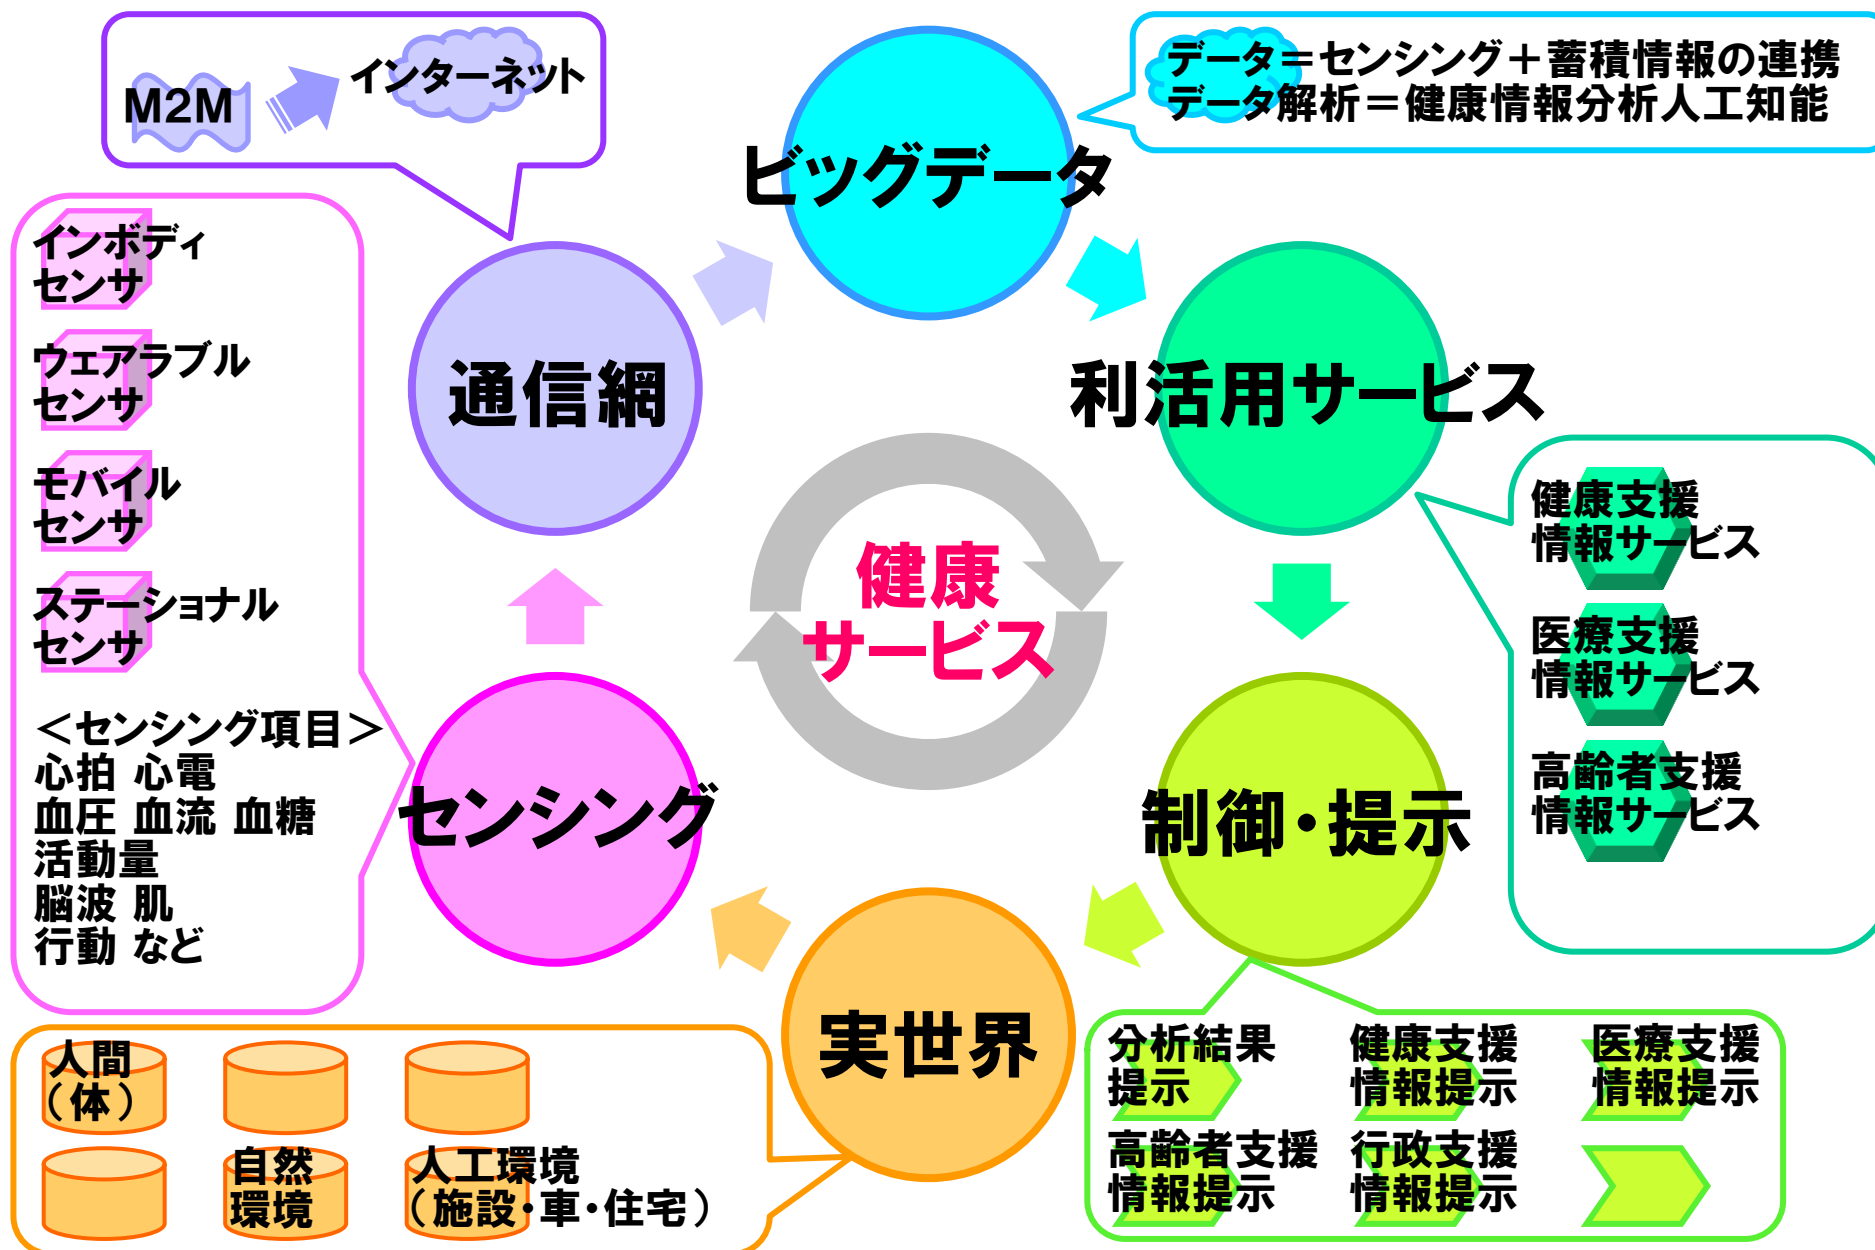 M2M
インターネット
データ＝センシング＋蓄積情報の連携
データ解析＝健康情報分析人工知能
ビッグデータ
インボディ
センサ
ウェアラブル
センサ
モバイル
センサ
ステーショナル
センサ
＜センシング項目＞
心拍 心電
血圧 血流 血糖
活動量
脳波 肌
行動 など
通信網
利活用サービス
健康
サービス
健康支援
情報サービス
医療支援
情報サービス
高齢者支援
情報サービス
センシング
制御・提示
実世界
人間
（体）
自然
環境
人工環境
（施設・車・住宅）
分析結果
提示
健康支援
情報提示
医療支援
情報提示
高齢者支援
情報提示
行政支援
情報提示